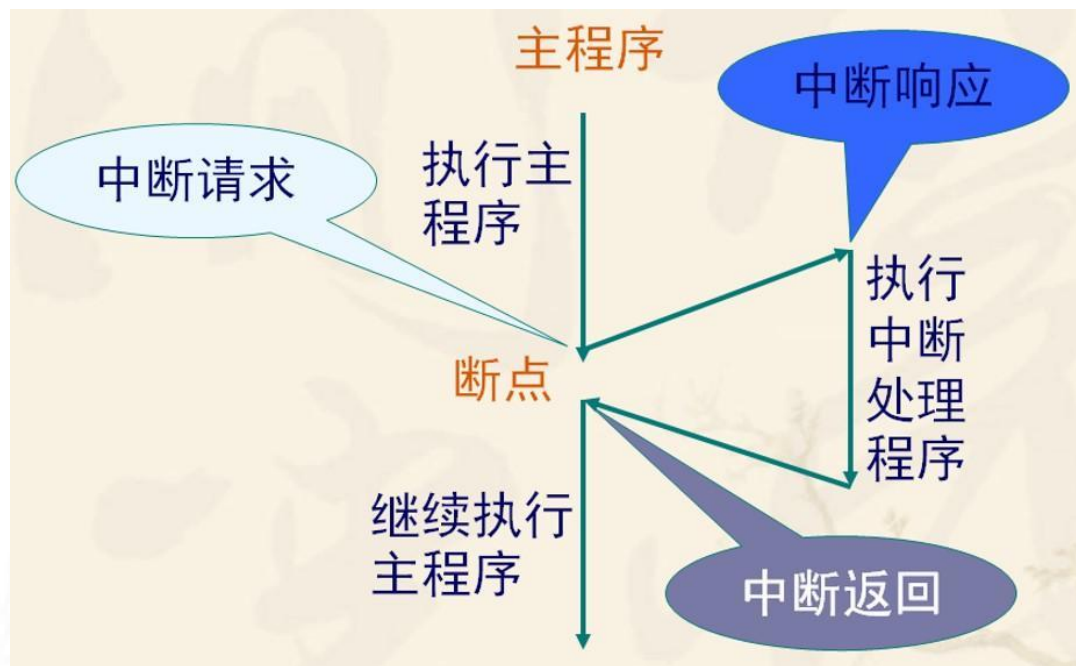 主程序
中断响应
中断请求
执行主
程序
断点
执行
中断
处理
程序
继续执行
主程序
中断返回